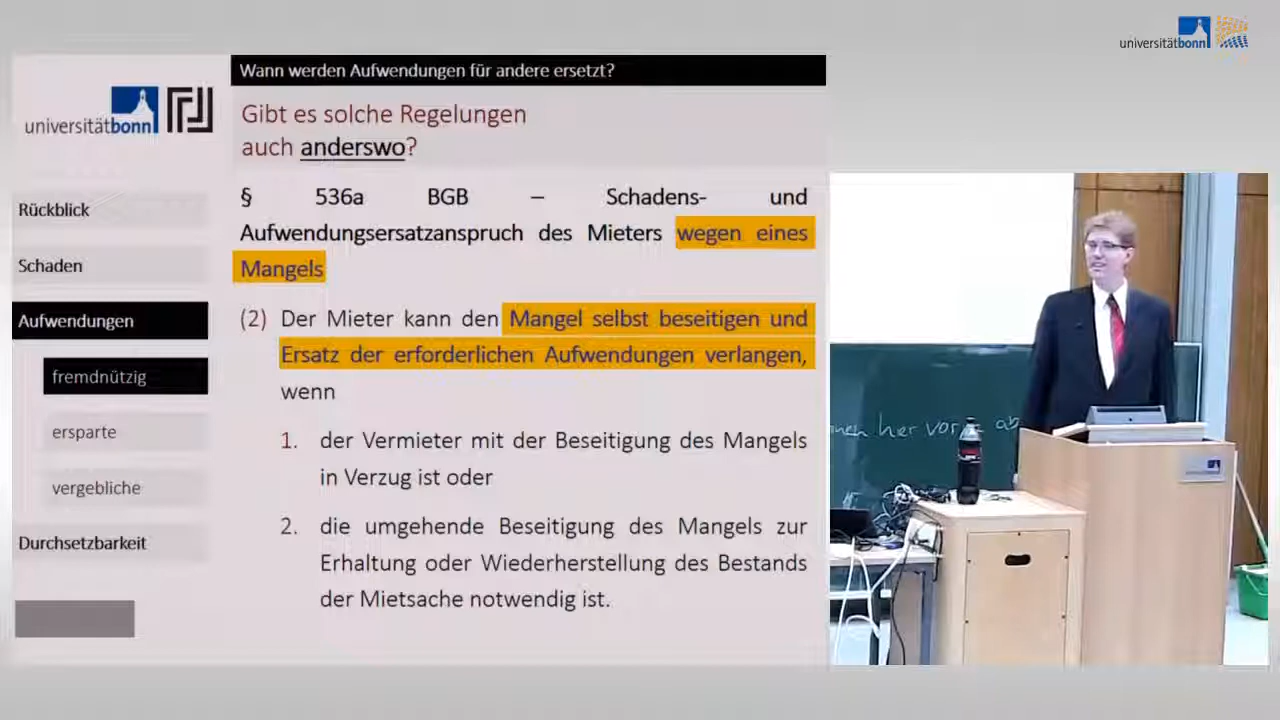 universitätbonn
universitätbonn
Rückblick
Schaden
Aufwendungen
fremdnützig
ersparte
vergebliche
Durchsetzbarkeit
Wann werden Aufwendungen für andere ersetzt?
Gibt es solche Regelungen
auch anderswo?
§ 536a BGB – Schadens- und
Aufwendungsersatzanspruch des Mieters wegen eines
Mangels
(2) Der Mieter kann den Mangel selbst beseitigen und
Ersatz der erforderlichen Aufwendungen verlangen,
wenn
1. der Vermieter mit der Beseitigung des Mangels
in Verzug ist oder
2. die umgehende Beseitigung des Mangels zur
Erhaltung oder Wiederherstellung des Bestands
der Mietsache notwendig ist.
her vor